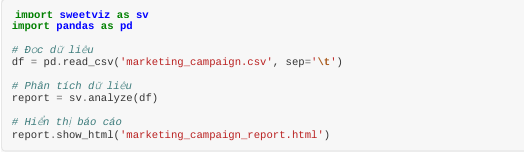 import sweetviz as sv
import pandas as pd
# Đọc dữ liệu
df = pd.read_csv('marketing_campaign.csv', sep='\t')
# Phân tích dữ liệu
report = sv.analyze(df)
# Hiển thị báo cáo
report.show_html('marketing_campaign_report.html')